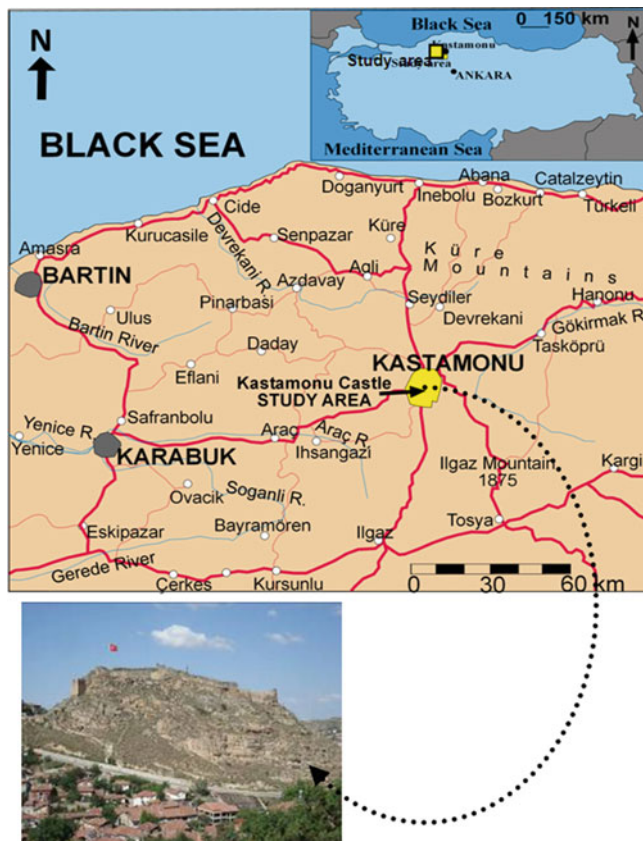 N
BLACK SEA
Black Sea
0 150 km
N
Kastamonu
Study area
Study area
ANKARA
Mediterranean Sea
Doganyurt
Abana
Catalzeytin
Cide
Inebolu
Bozkurt
Türkeli
Kurucasile
Devrekani R.
Senpazar
Küre
Küre
Mountains
Amasra
BARTIN
Azdavay
Agli
Pinarbasi
Seydiler
Hanonu
Ulus
Devrekani
Gökirmak R.
Bartin River
Daday
Tasköprü
KASTAMONU
Eflani
Kastamonu Castle
STUDY AREA
Safranbolu
Yenice R.
Araç
Araç R.
Yenice
KARABUK
Ihsangazi
Ilgaz Mountain
1875
Kargi
Ovacik
Soganli R.
Tosya
Eskipazar
Bayramören
Ilgaz
Gerede River
Çerkes
Kursunlu
0 30 60 km